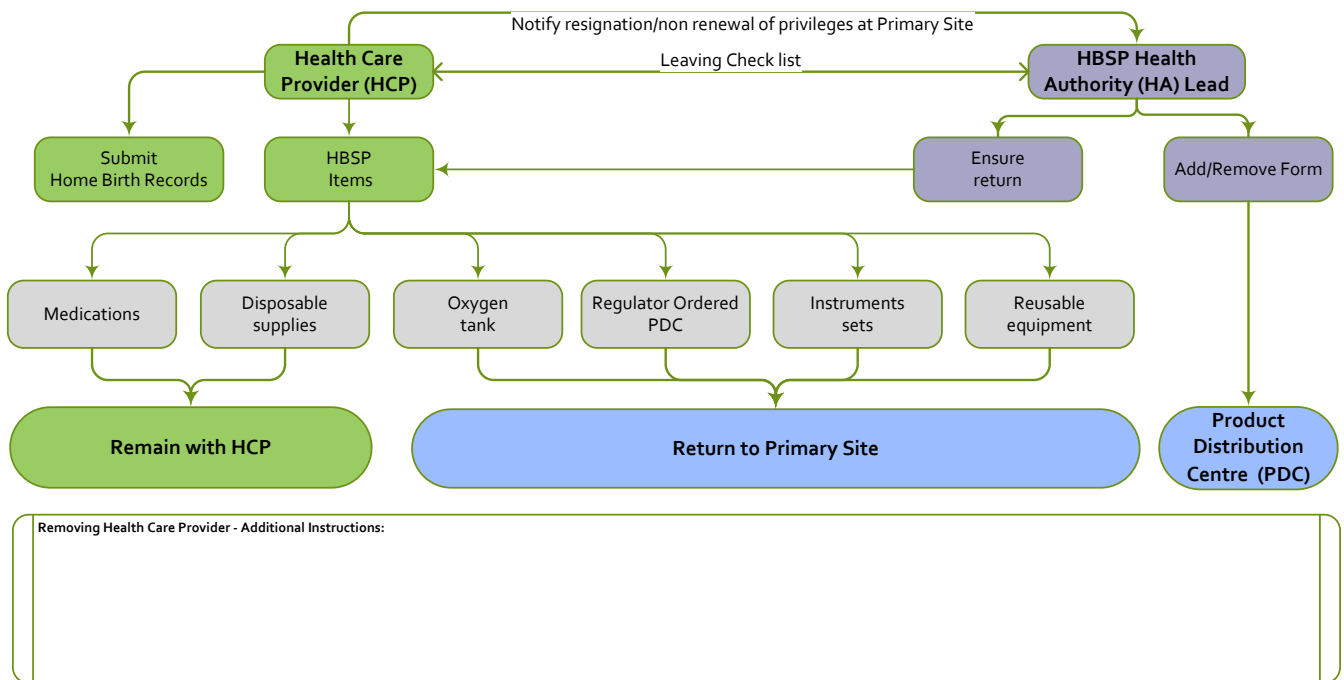 Notify resignation/non renewal of privileges at Primary Site
Health Care
Provider (HCP)
Leaving Check list
HBSP Health
Authority (HA) Lead
Submit
Home Birth Records
HBSP
Items
Ensure
return
Add/Remove Form
Medications
Disposable
supplies
Oxygen
tank
Regulator Ordered
PDC
Instruments
sets
Reusable
equipment
Remain with HCP
Return to Primary Site
Product
Distribution
Centre (PDC)
Removing Health Care Provider - Additional Instructions: